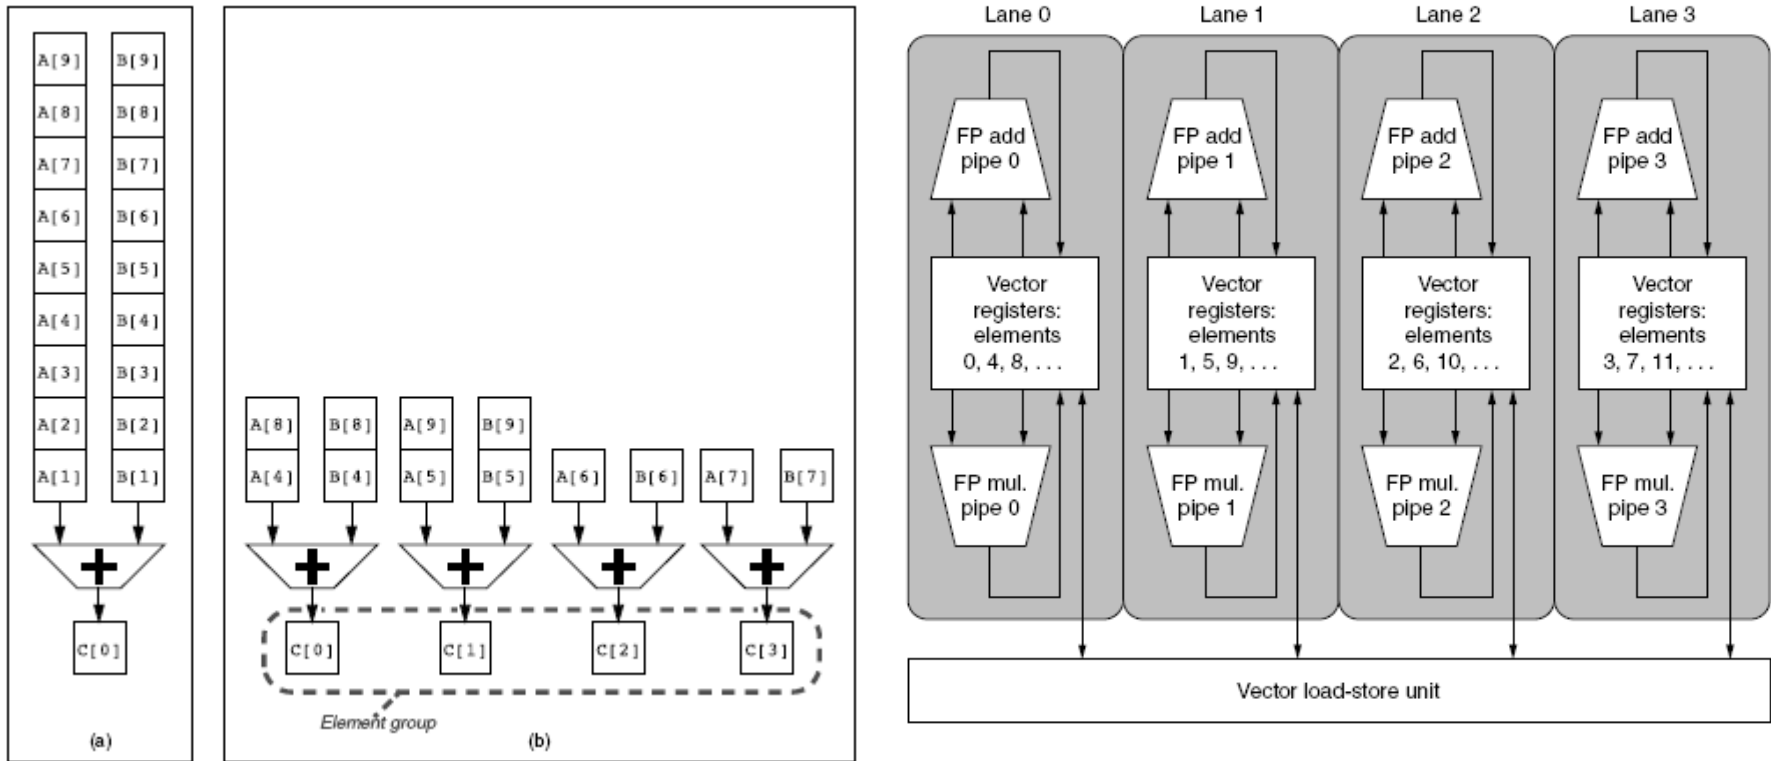 A[9] B[9]
A[8] B[8]
A[7] B[7]
A[6] B[6]
A[5] B[5]
A[4] B[4]
A[3] B[3]
A[2] B[2]
A[1] B[1]
+
C[0]
(a)
A[8] B[8] A[9] B[9]
A[4] B[4] A[5] B[5] A[6] B[6] A[7] B[7]
+ + + +
C[0] C[1] C[2] C[3]
Element group
(b)
Lane 0 Lane 1 Lane 2 Lane 3
FP add
pipe 0
FP add
pipe 1
FP add
pipe 2
FP add
pipe 3
Vector
registers:
elements
0, 4, 8, . . .
Vector
registers:
elements
1, 5, 9, . . .
Vector
registers:
elements
2, 6, 10, . . .
Vector
registers:
elements
3, 7, 11, . . .
FP mul.
pipe 0
FP mul.
pipe 1
FP mul.
pipe 2
FP mul.
pipe 3
Vector load-store unit